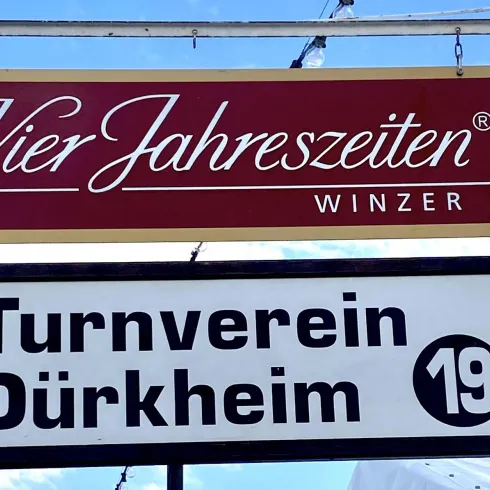 Vier Jahreszeiten®
WINZER
Turnverein
Dürkheim
19